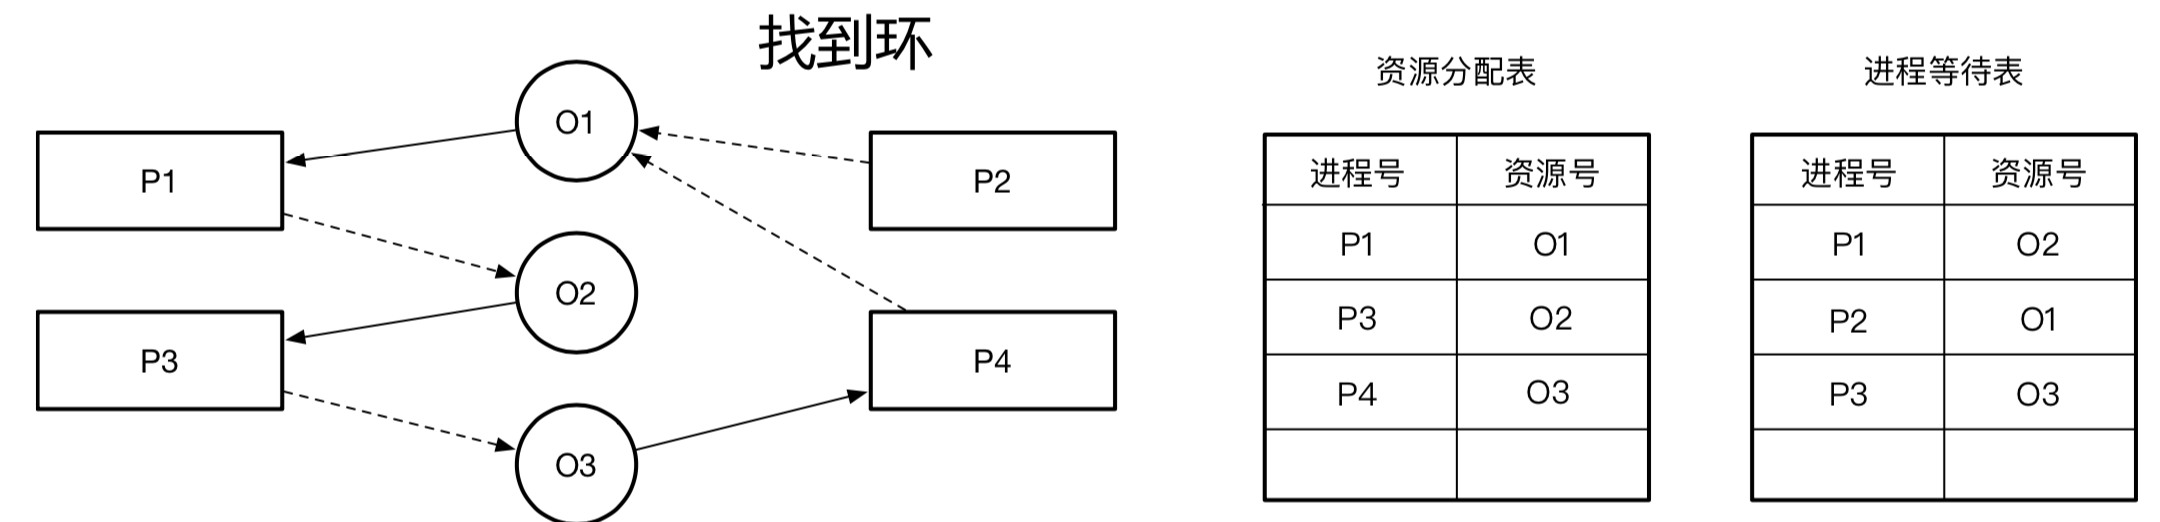 找到环
O1
P1
P2
O2
P3
P4
O3
资源分配表
进程号 资源号
P1 O1
P3 O2
P4 O3
进程等待表
进程号 资源号
P1 O2
P2 O1
P3 O3